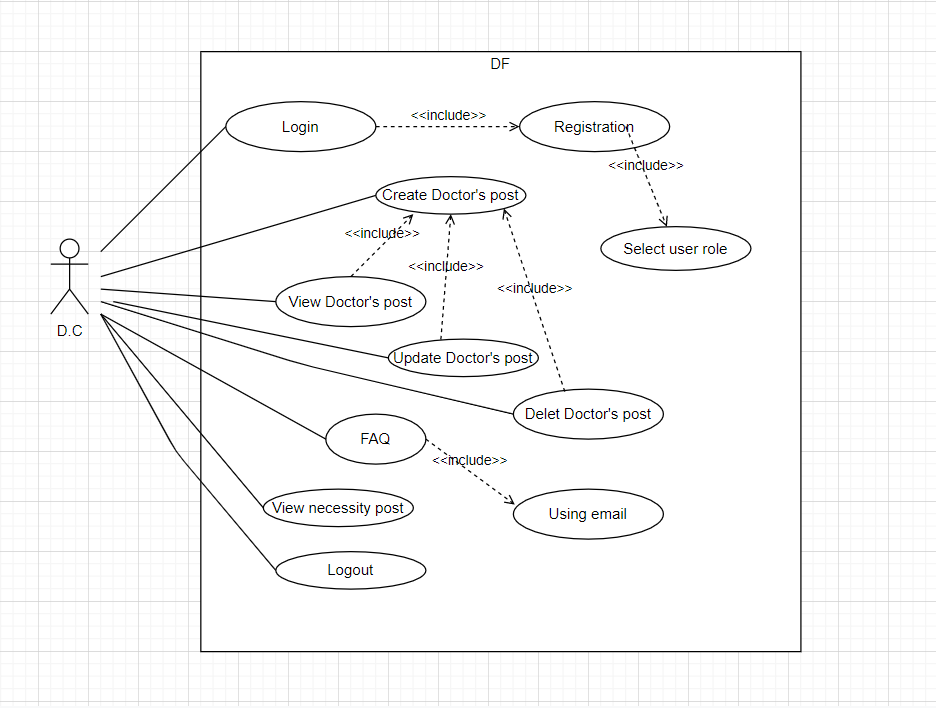 DF
Login
<<include>>
Registration
<<include>>
Select user role
Create Doctor's post
<<include>>
<<include>>
<<include>>
View Doctor's post
D.C
Update Doctor's post
Delet Doctor's post
FAQ
<<include>>
View necessity post
Using email
Logout